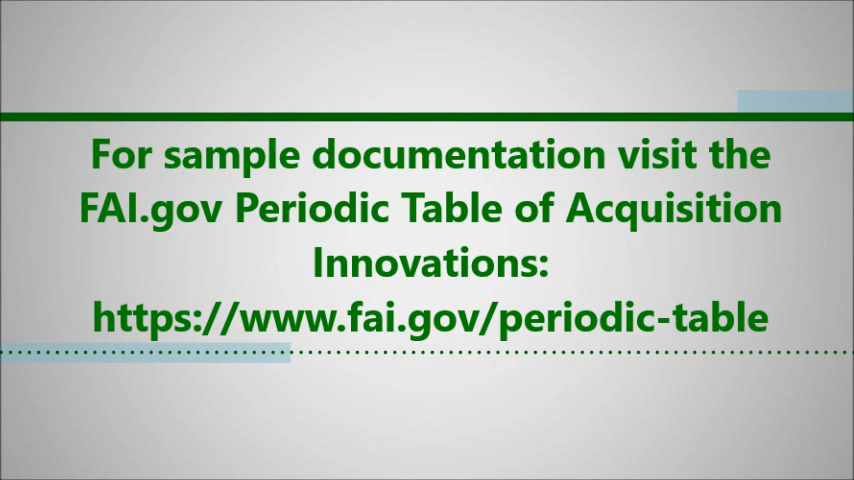 For sample documentation visit the
FAI.gov Periodic Table of Acquisition
Innovations:
https://www.fai.gov/periodic-table